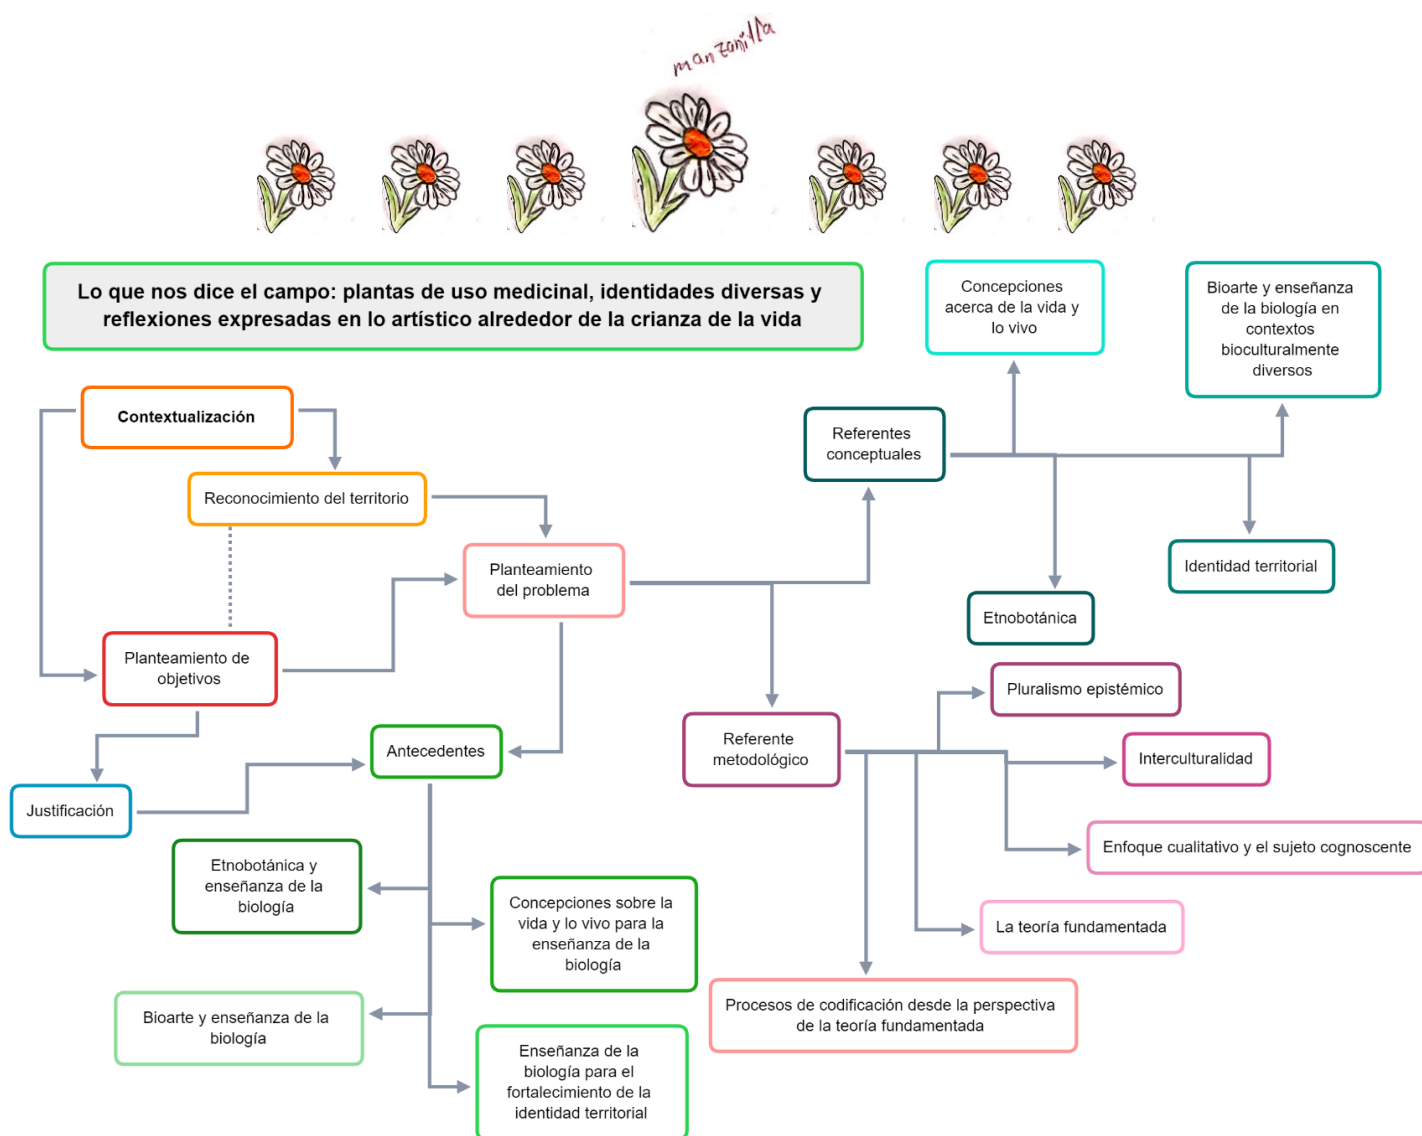 manzanilla
Lo que nos dice el campo: plantas de uso medicinal, identidades diversas y
reflexiones expresadas en lo artístico alrededor de la crianza de la vida
Concepciones
acerca de la vida y
lo vivo
Bioarte y enseñanza
de la biología en
contextos
bioculturalmente
diversos
Contextualización
Referentes
conceptuales
Reconocimiento del territorio
Planteamiento
del problema
Identidad territorial
Etnobotánica
Planteamiento de
objetivos
Pluralismo epistémico
Antecedentes
Referente
metodológico
Interculturalidad
Justificación
Enfoque cualitativo y el sujeto cognoscente
Etnobotánica y
enseñanza de la
biología
Concepciones sobre la
vida y lo vivo para la
enseñanza de la
biología
La teoría fundamentada
Procesos de codificación desde la perspectiva
de la teoría fundamentada
Bioarte y enseñanza de la
biología
Enseñanza de la
biología para el
fortalecimiento de la
identidad territorial